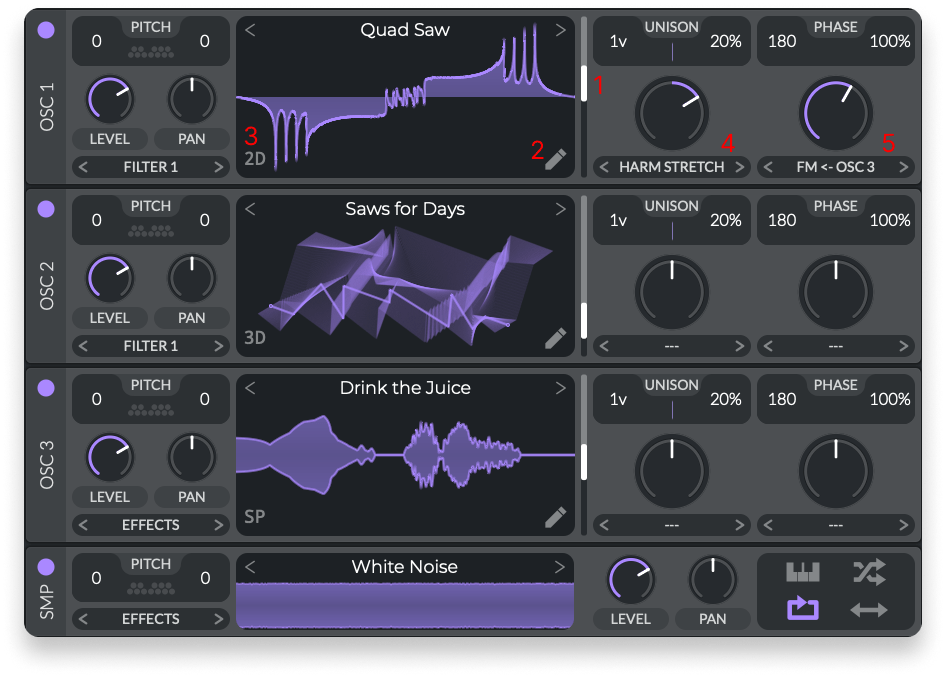 OSC 1
PITCH
0 0
LEVEL PAN
< FILTER 1 >
< Quad Saw >
3
2D
2
1
UNISON
1v 20%
4
< HARM STRETCH >
PHASE
180 100%
5
< FM <- OSC 3 >
OSC 2
PITCH
0 0
LEVEL PAN
< FILTER 1 >
< Saws for Days >
3D
UNISON
1v 20%
< --- >
PHASE
180 100%
< --- >
OSC 3
PITCH
0 0
LEVEL PAN
< EFFECTS >
< Drink the Juice >
SP
UNISON
1v 20%
< --- >
PHASE
180 100%
< --- >
SMP
PITCH
0 0
< EFFECTS >
< White Noise >
LEVEL PAN